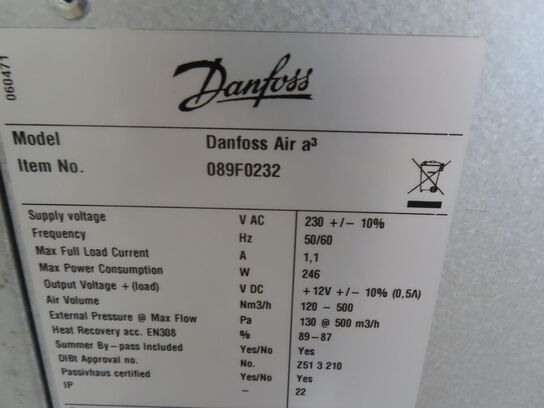 060471
Danfoss
Model Danfoss Air a³
Item No. 089F0232
Supply voltage V AC 230 +/- 10%
Frequency Hz 50/60
Max Full Load Current A 1,1
Max Power Consumption W 246
Output Voltage + (load) V DC +12V +/- 10% (0,5A)
Air Volume Nm3/h 120 - 500
External Pressure @ Max Flow Pa 130 @ 500 m3/h
Heat Recovery acc. EN308 % 89-87
Summer By-pass Included Yes/No Yes
DIBt Approval no. No. Z51 3 210
Passivhaus certified Yes/No Yes
IP - 22